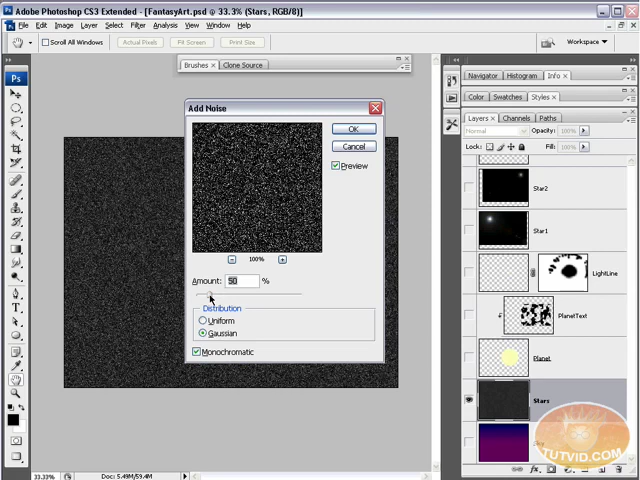 Adobe Photoshop CS3 Extended - [FantasyArt.psd @ 33.3% (Stars, RGB/8)]
File Edit Image Layer Select Filter Analysis View Window Help
Scroll All Windows Actual Pixels Fit Screen Print Size Workspace
Brushes × Clone Source
Ps
Navigator Histogram Info ×
Color Swatches Styles ×
Layers × Channels Paths
Normal Opacity: 100%
Lock: Fill: 100%
Add Noise
OK
Cancel
Preview
100%
Amount: 50 %
Distribution
Uniform
Gaussian
Monochromatic
Star2
Star1
LightLine
PlanetText
Planet
Stars
TUTVID.COM
33.33% Doc: 5.49M/59.4M